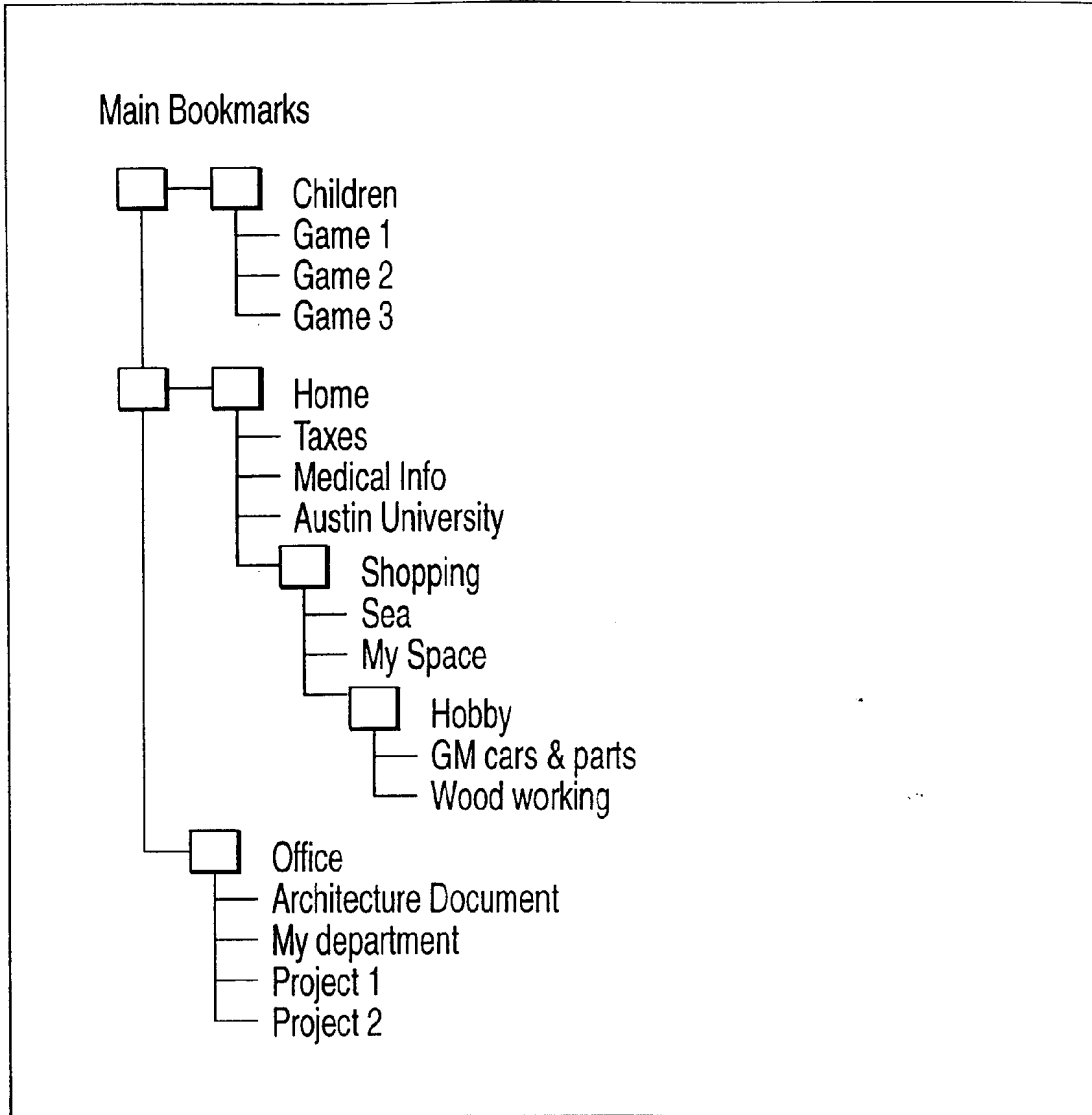 Main Bookmarks
Children
Game 1
Game 2
Game 3
Home
Taxes
Medical Info
Austin University
Shopping
Sea
My Space
Hobby
GM cars & parts
Wood working
Office
Architecture Document
My department
Project 1
Project 2